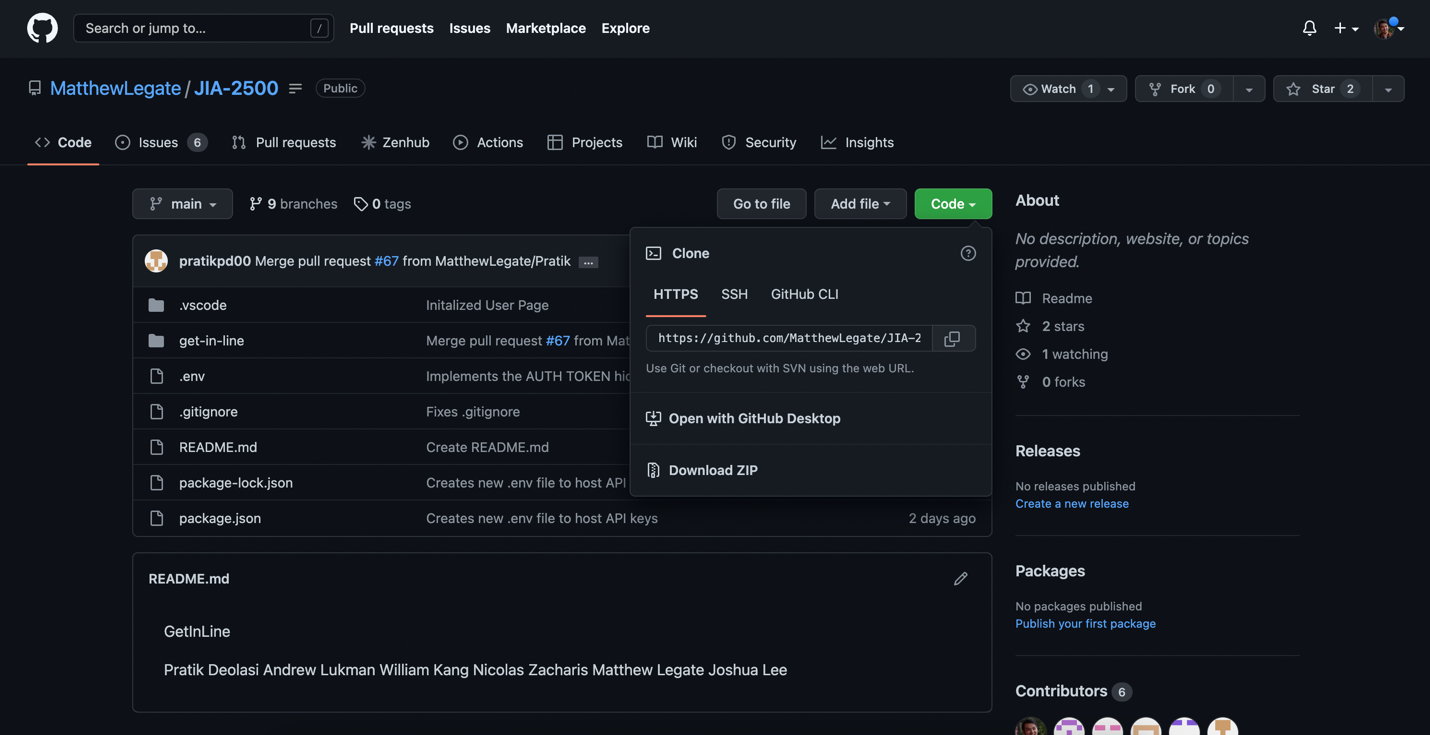 Search or jump to... /
Pull requests Issues Marketplace Explore
MatthewLegate / JIA-2500 Public
Watch 1 Fork 0 Star 2
Code Issues 6 Pull requests Zenhub Actions Projects Wiki Security Insights
main 9 branches 0 tags Go to file Add file Code
pratikpd00 Merge pull request #67 from MatthewLegate/Pratik ...
.vscode Initalized User Page
get-in-line Merge pull request #67 from Mat
.env Implements the AUTH TOKEN hid
.gitignore Fixes .gitignore
README.md Create README.md
package-lock.json Creates new .env file to host API
package.json Creates new .env file to host API keys 2 days ago
Clone
HTTPS SSH GitHub CLI
https://github.com/MatthewLegate/JIA-2
Use Git or checkout with SVN using the web URL.
Open with GitHub Desktop
Download ZIP
README.md
GetInLine
Pratik Deolasi Andrew Lukman William Kang Nicolas Zacharis Matthew Legate Joshua Lee
About
No description, website, or topics
provided.
Readme
2 stars
1 watching
0 forks
Releases
No releases published
Create a new release
Packages
No packages published
Publish your first package
Contributors 6